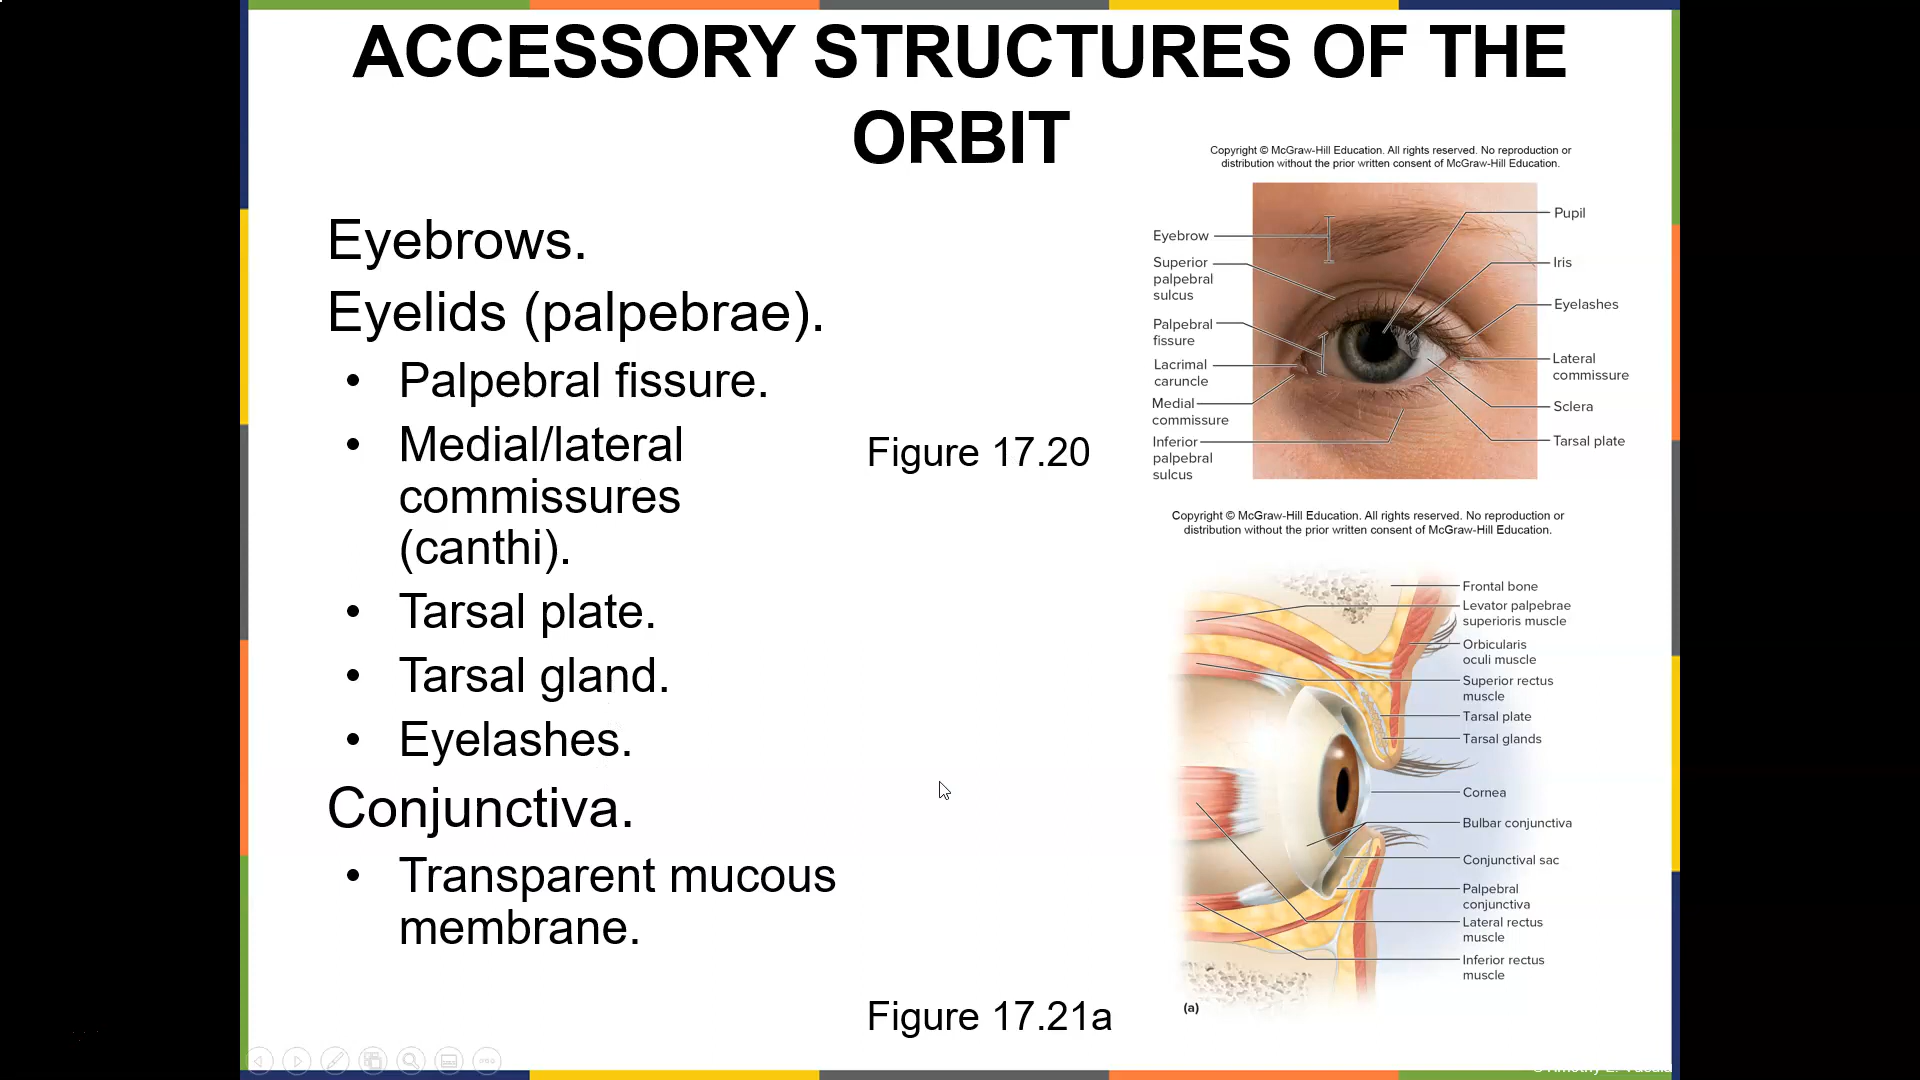 ACCESSORY STRUCTURES OF THE
ORBIT
Eyebrows.
Eyelids (palpebrae).
• Palpebral fissure.
• Medial/lateral
commissures
(canthi).
• Tarsal plate.
• Tarsal gland.
• Eyelashes.
Conjunctiva.
• Transparent mucous
membrane.
Figure 17.20
Copyright © McGraw-Hill Education. All rights reserved. No reproduction or
distribution without the prior written consent of McGraw-Hill Education.
Eyebrow
Superior
palpebral
sulcus
Palpebral
fissure
Lacrimal
caruncle
Medial
commissure
Inferior
palpebral
sulcus
Pupil
Iris
Eyelashes
Lateral
commissure
Sclera
Tarsal plate
Copyright © McGraw-Hill Education. All rights reserved. No reproduction or
distribution without the prior written consent of McGraw-Hill Education.
Frontal bone
Levator palpebrae
superioris muscle
Orbicularis
oculi muscle
Superior rectus
muscle
Tarsal plate
Tarsal glands
Cornea
Bulbar conjunctiva
Conjunctival sac
Palpebral
conjunctiva
Lateral rectus
muscle
Inferior rectus
muscle
(a)
Figure 17.21a